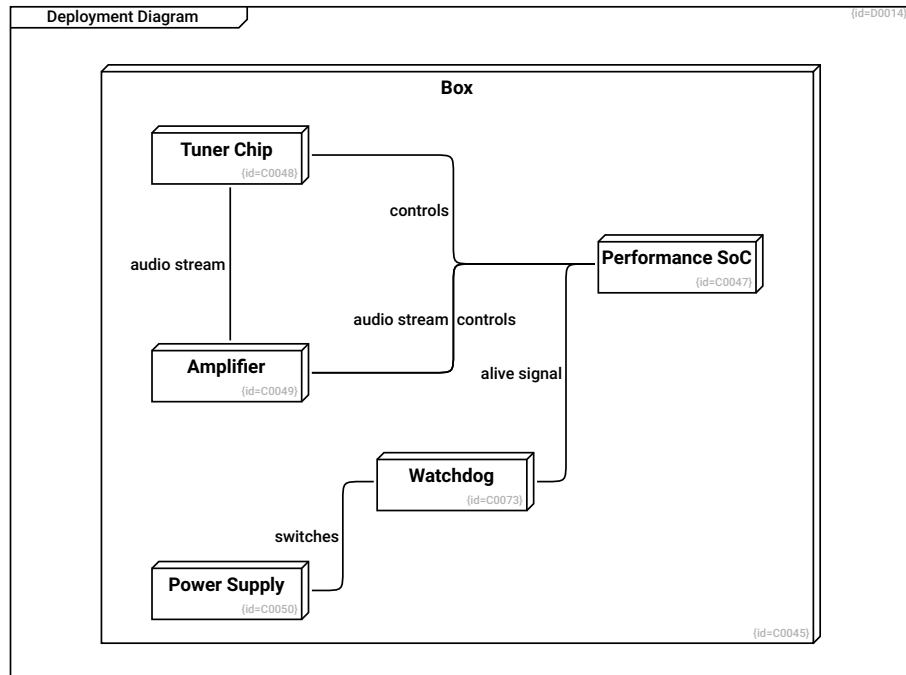 Deployment Diagram
{id=D0014}
Box
Tuner Chip
{id=C0048}
controls
Performance SoC
{id=C0047}
audio stream
audio stream
controls
Amplifier
{id=C0049}
alive signal
Watchdog
{id=C0073}
switches
Power Supply
{id=C0050}
{id=C0045}